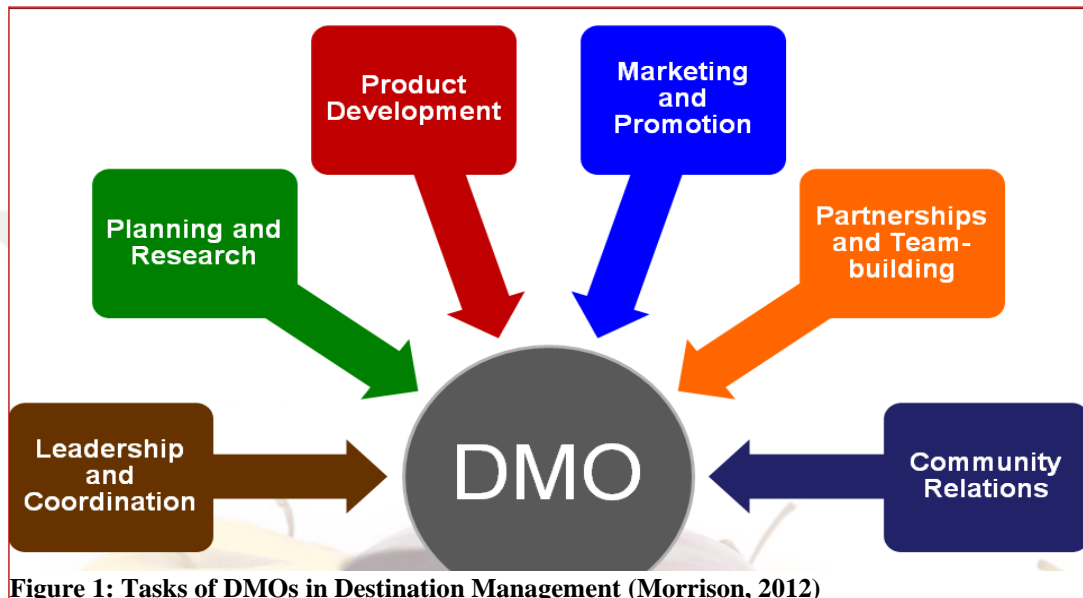 Product
Development
Marketing
and
Promotion
Planning and
Research
Partnerships
and Team-
building
Leadership
and
Coordination
DMO
Community
Relations
Figure 1: Tasks of DMOs in Destination Management (Morrison, 2012)